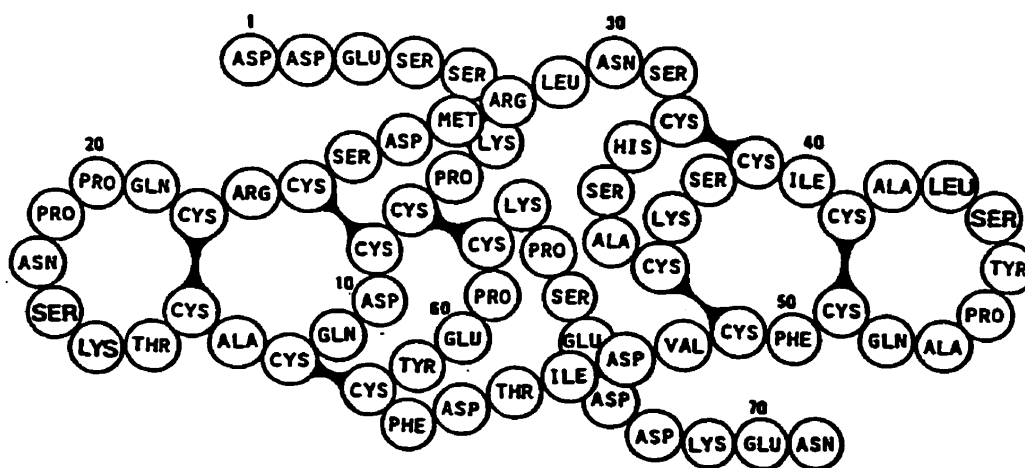 1 30
ASP ASP GLU SER SER ARG LEU ASN SER
MET CYS
20 SER ASP LYS HIS CYS 40
PRO GLN ARG CYS PRO SER SER ILE ALA LEU
PRO CYS CYS LYS LYS CYS SER
CYS CYS PRO ALA
ASN CYS TYR
10 ASP PRO SER
SER CYS 60 50 CYS PRO
LYS THR ALA GLN GLU GLU VAL CYS PHE GLN ALA
CYS TYR ASP
CYS THR ILE
ASP ASP 70
PHE ASP LYS GLU ASN